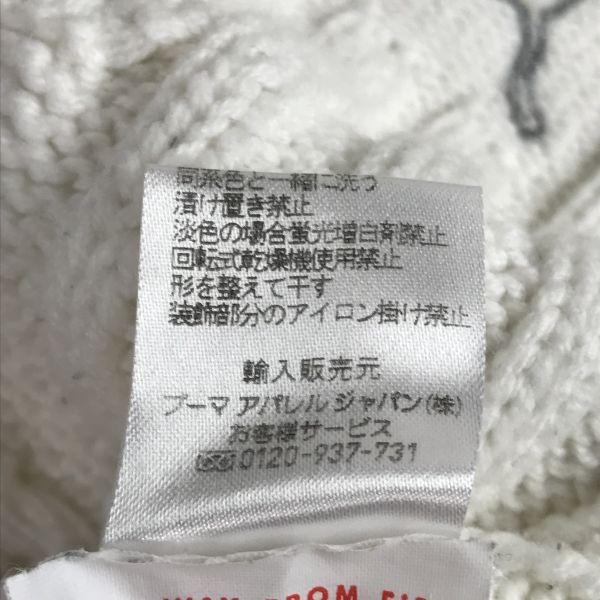 同系色と一緒に洗う
漬け置き禁止
淡色の場合蛍光増白剤禁止
回転式乾燥機使用禁止
形を整えて干す
装飾部分のアイロン掛け禁止
輸入販売元
プーマ アパレル ジャパン(株)
お客様サービス
0120-937-731
FROM